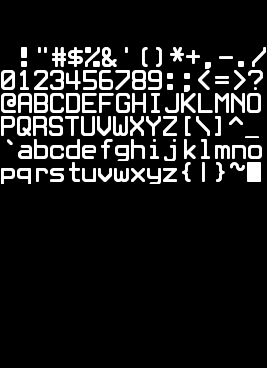 !"#$%&'()*+,-./
0123456789:;<=>?
@ABCDEFGHIJKLMNO
PQRSTUVWXYZ[\]^_
`abcdefghijklmno
pqrstuvwxyz{|}~█